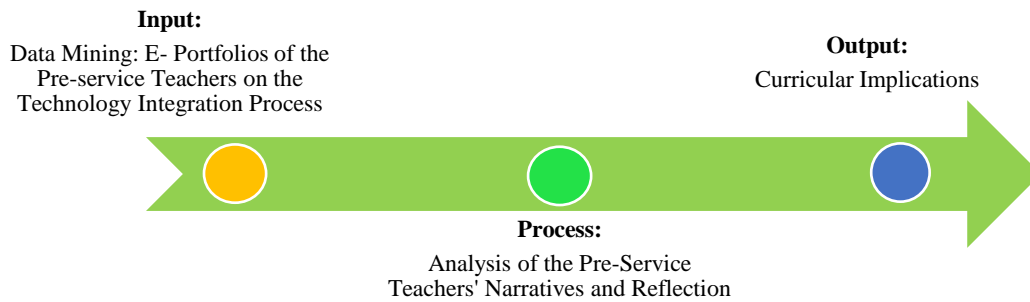 Input:
Data Mining: E- Portfolios of the
Pre-service Teachers on the
Technology Integration Process
Output:
Curricular Implications
Process:
Analysis of the Pre-Service
Teachers' Narratives and Reflection